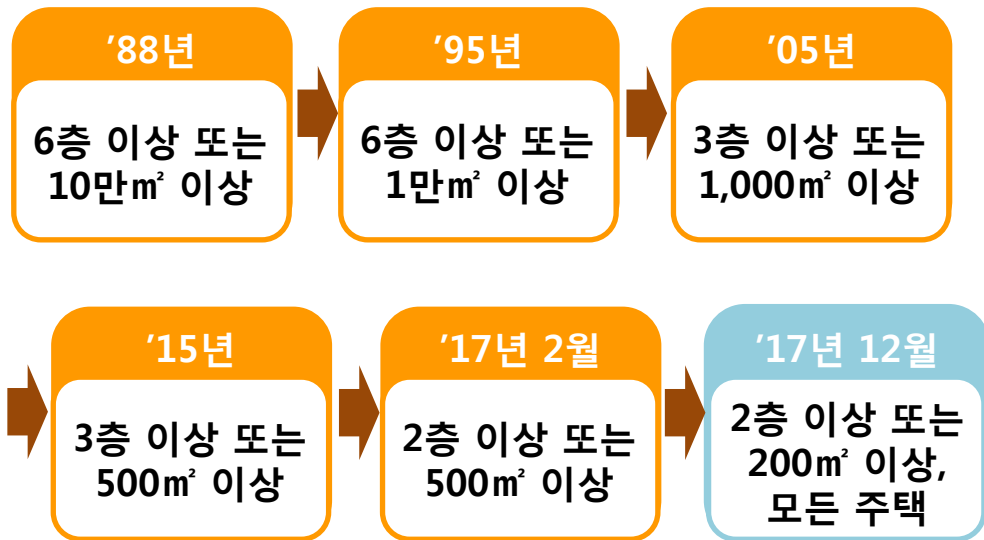 ’88년
6층 이상 또는
10만㎡ 이상
’95년
6층 이상 또는
1만㎡ 이상
’05년
3층 이상 또는
1,000㎡ 이상
’15년
3층 이상 또는
500㎡ 이상
’17년 2월
2층 이상 또는
500㎡ 이상
’17년 12월
2층 이상 또는
200㎡ 이상,
모든 주택